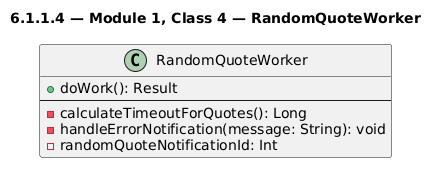 6.1.1.4 — Module 1, Class 4 — RandomQuoteWorker
C RandomQuoteWorker
doWork(): Result
calculateTimeoutForQuotes(): Long
handleErrorNotification(message: String): void
randomQuoteNotificationId: Int